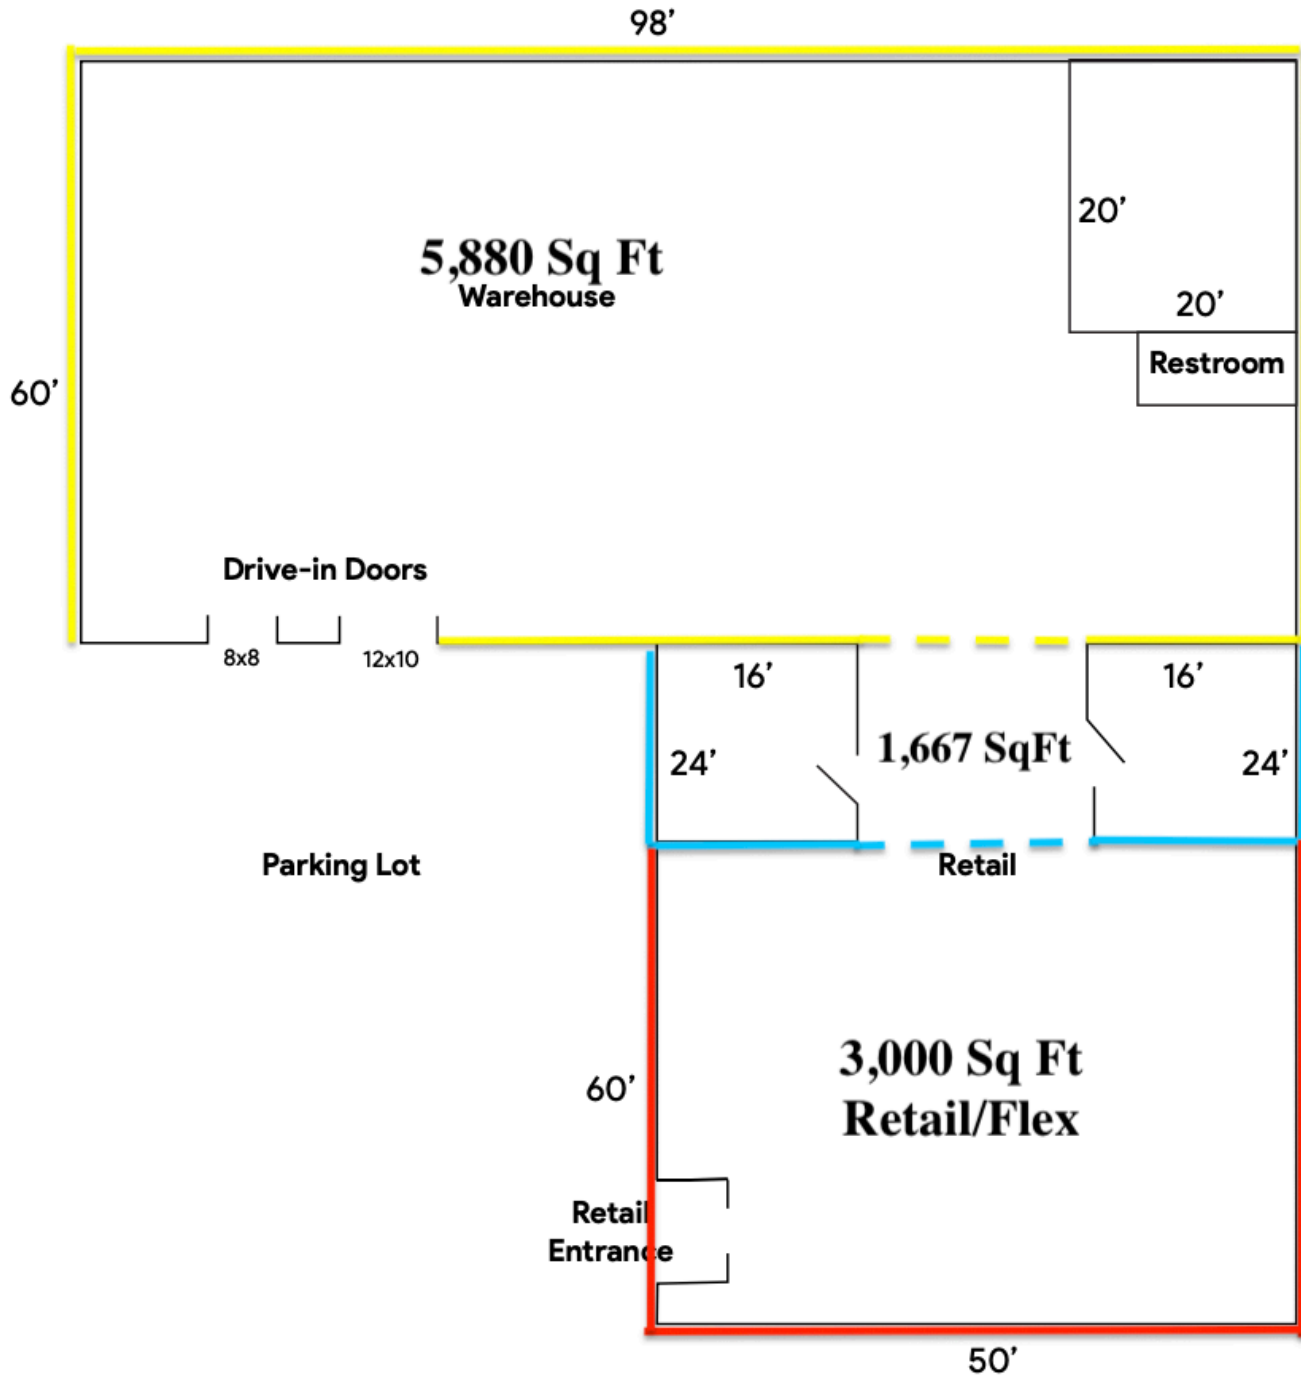 98’
20’
5,880 Sq Ft
Warehouse
20’
Restroom
60’
Drive-in Doors
8x8
12x10
16’
16’
1,667 SqFt
24’
24’
Parking Lot
Retail
3,000 Sq Ft
Retail/Flex
60’
Retail
Entrance
50’